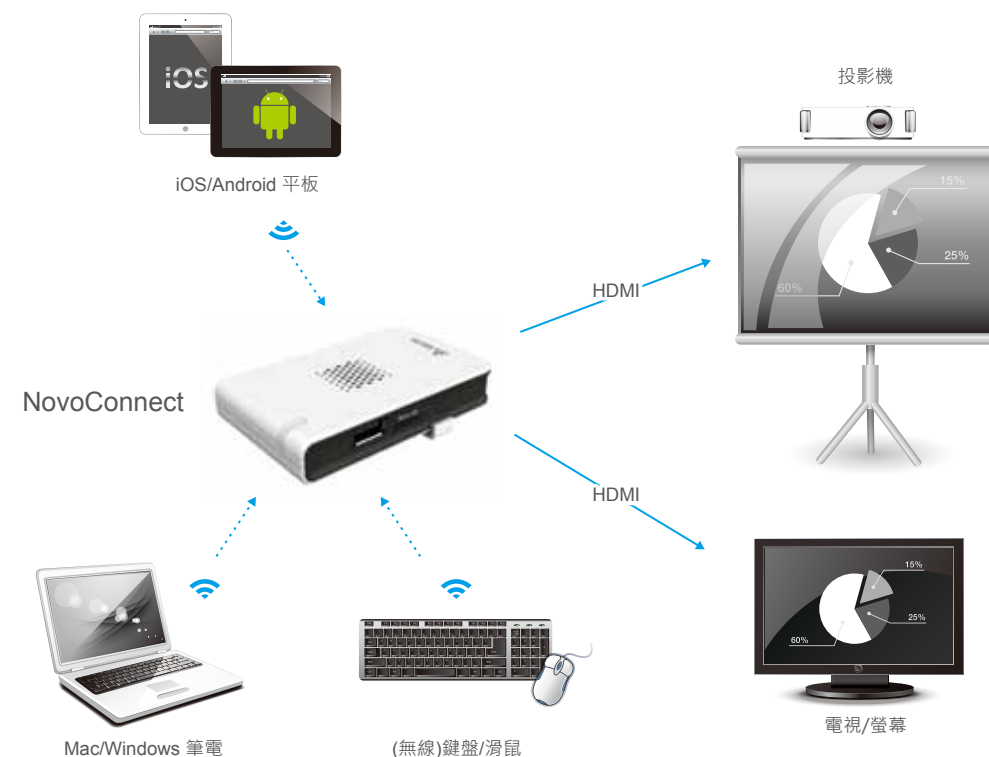 iOS
投影機
iOS/Android 平板
15%
25%
60%
HDMI
NovoConnect
HDMI
15%
25%
60%
Mac/Windows 筆電
(無線)鍵盤/滑鼠
電視/螢幕